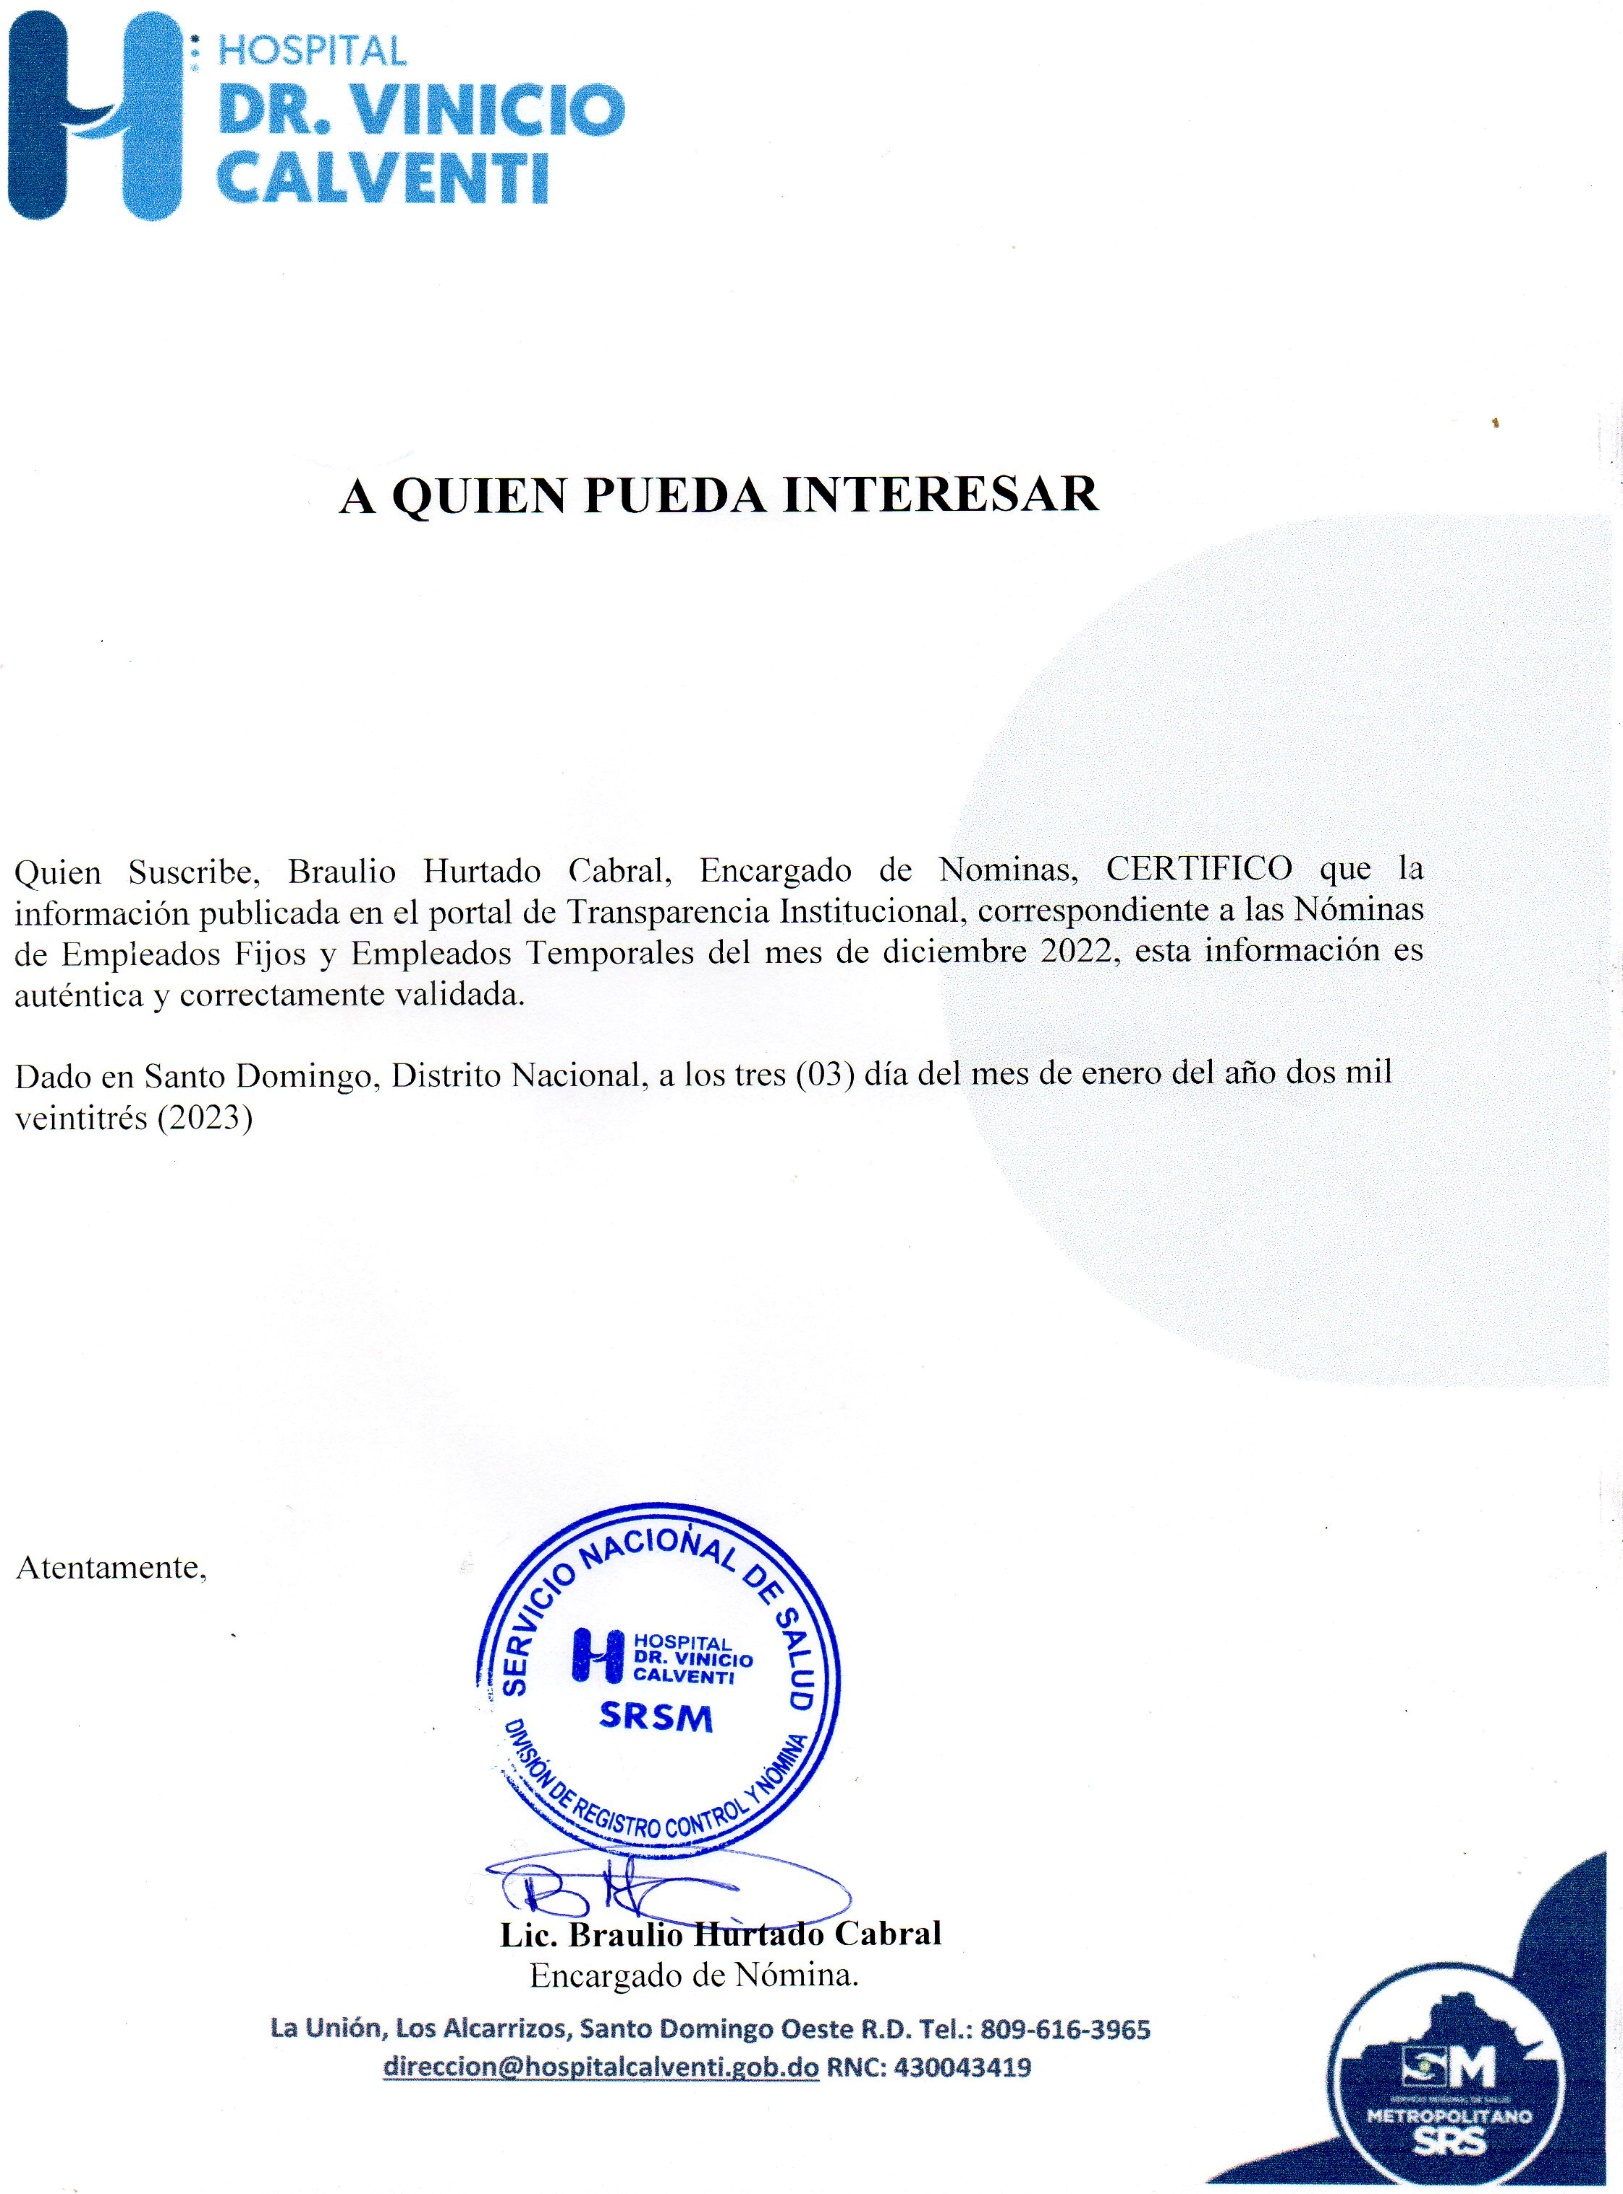 HOSPITAL
DR. VINICIO
CALVENTI
A QUIEN PUEDA INTERESAR
Quien Suscribe, Braulio Hurtado Cabral, Encargado de Nominas, CERTIFICO que la
información publicada en el portal de Transparencia Institucional, correspondiente a las Nóminas
de Empleados Fijos y Empleados Temporales del mes de diciembre 2022, esta información es
auténtica y correctamente validada.
Dado en Santo Domingo, Distrito Nacional, a los tres (03) día del mes de enero del año dos mil
veintitrés (2023)
Atentamente,
SERVICIO NACIONAL DE SALUD
HOSPITAL
DR. VINICIO
CALVENTI
SRSM
DIVISIÓN DE REGISTRO CONTROL Y NÓMINA
Lic. Braulio Hurtado Cabral
Encargado de Nómina.
La Unión, Los Alcarrizos, Santo Domingo Oeste R.D. Tel.: 809-616-3965
direccion@hospitalcalventi.gob.do RNC: 430043419
SM
METROPOLITANO
SRS